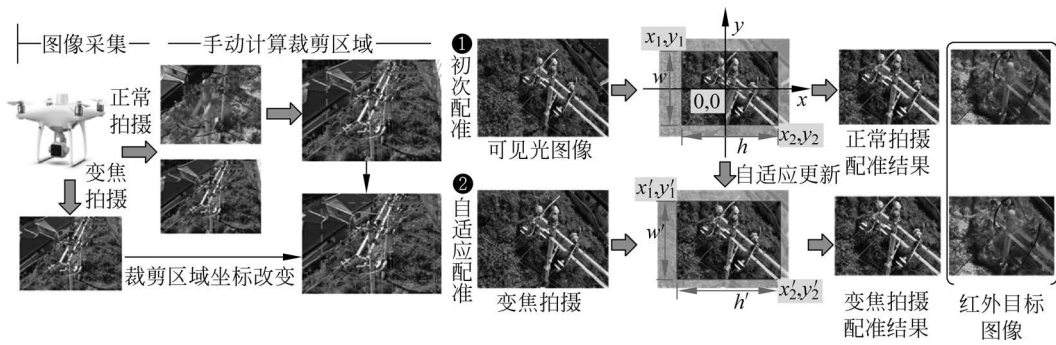 图像采集
手动计算裁剪区域
正常
拍摄
变焦
拍摄
裁剪区域坐标改变
❶
初次配准
可见光图像
x₁,y₁
y
w
0,0
x
h
x₂,y₂
正常拍摄
配准结果
自适应更新
❷
自适应配准
变焦拍摄
x′₁,y′₁
w′
h′
x′₂,y′₂
变焦拍摄
配准结果
红外目标
图像